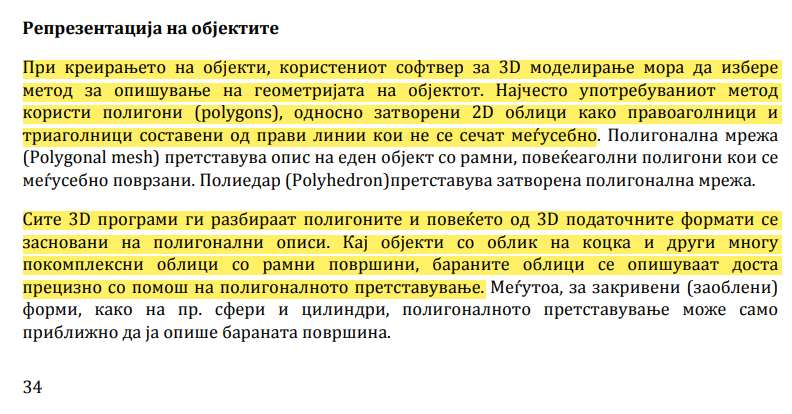 Репрезентација на објектите
При креирањето на објекти, користениот софтвер за 3D моделирање мора да избере
метод за опишување на геометријата на објектот. Најчесто употребуваниот метод
користи полигони (polygons), односно затворени 2D облици како правоаголници и
триаголници составени од прави линии кои не се сечат меѓусебно. Полигонална мрежа
(Polygonal mesh) претставува опис на еден објект со рамни, повеќеаголни полигони кои се
меѓусебно поврзани. Полиедар (Polyhedron)претставува затворена полигонална мрежа.
Сите 3D програми ги разбираат полигоните и повеќето од 3D податочните формати се
засновани на полигонални описи. Кај објекти со облик на коцка и други многу
покомплексни облици со рамни површини, бараните облици се опишуваат доста
прецизно со помош на полигоналното претставување. Меѓутоа, за закривени (заоблени)
форми, како на пр. сфери и цилиндри, полигоналното претставување може само
приближно да ја опише бараната површина.
34